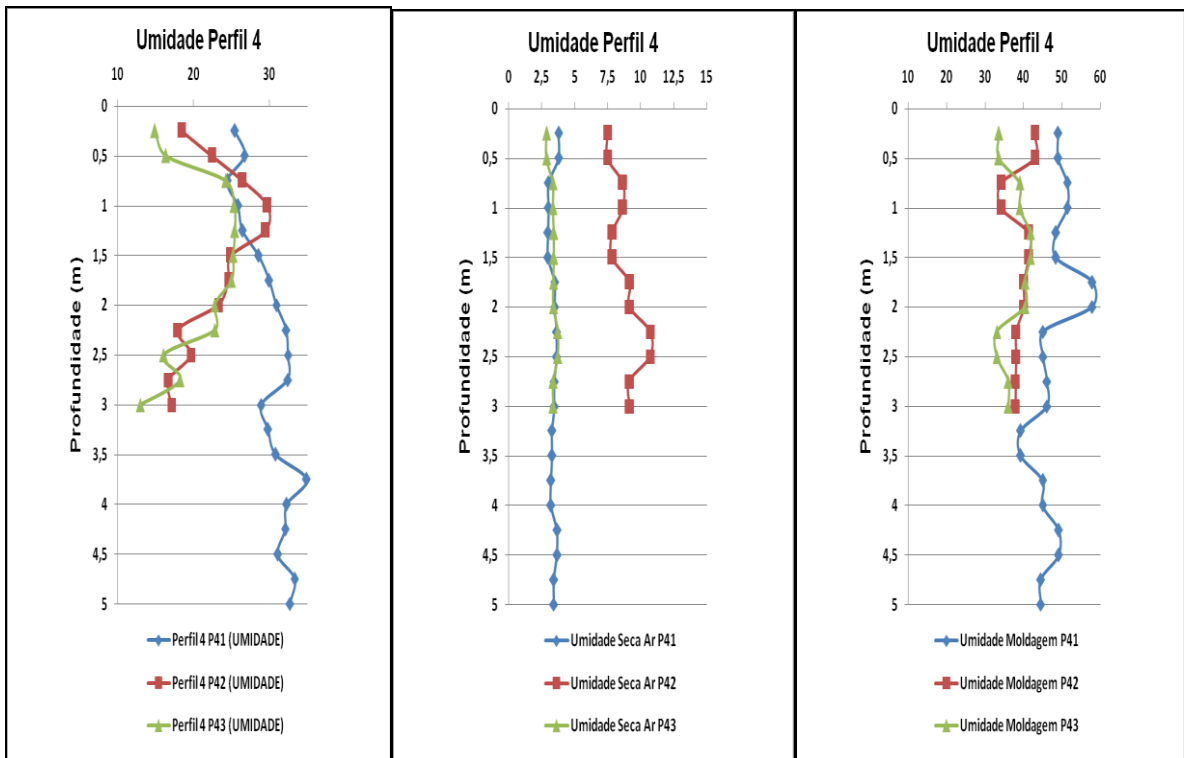 Umidade Perfil 4
10 20 30
0
0,5
1
1,5
2
2,5
3
3,5
4
4,5
5
Profundidade (m)
Perfil 4 P41 (UMIDADE)
Perfil 4 P42 (UMIDADE)
Perfil 4 P43 (UMIDADE)
Umidade Perfil 4
0 2,5 5 7,5 10 12,5 15
0
0,5
1
1,5
2
2,5
3
3,5
4
4,5
5
Profundidade (m)
Umidade Seca Ar P41
Umidade Seca Ar P42
Umidade Seca Ar P43
Umidade Perfil 4
10 20 30 40 50 60
0
0,5
1
1,5
2
2,5
3
3,5
4
4,5
5
Profundidade (m)
Umidade Moldagem P41
Umidade Moldagem P42
Umidade Moldagem P43